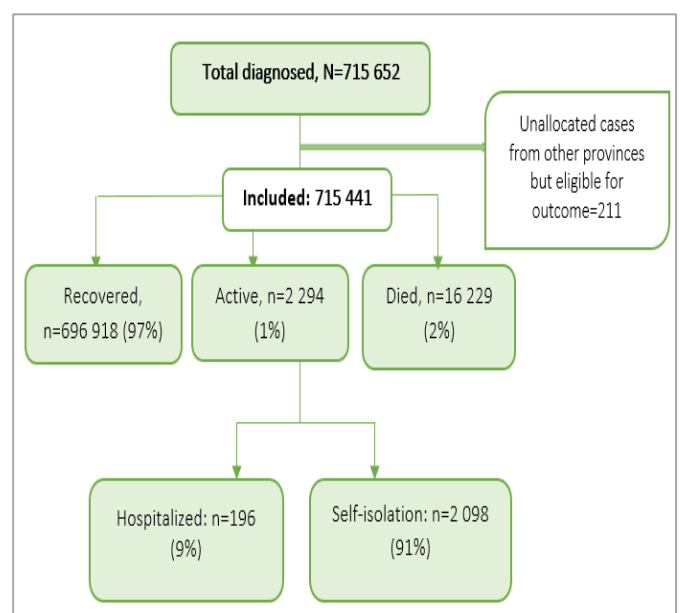 Total diagnosed, N=715 652
Unallocated cases
from other provinces
but eligible for
outcome=211
Included: 715 441
Recovered,
n=696 918 (97%)
Active, n=2 294
(1%)
Died, n=16 229
(2%)
Hospitalized: n=196
(9%)
Self-isolation: n=2 098
(91%)